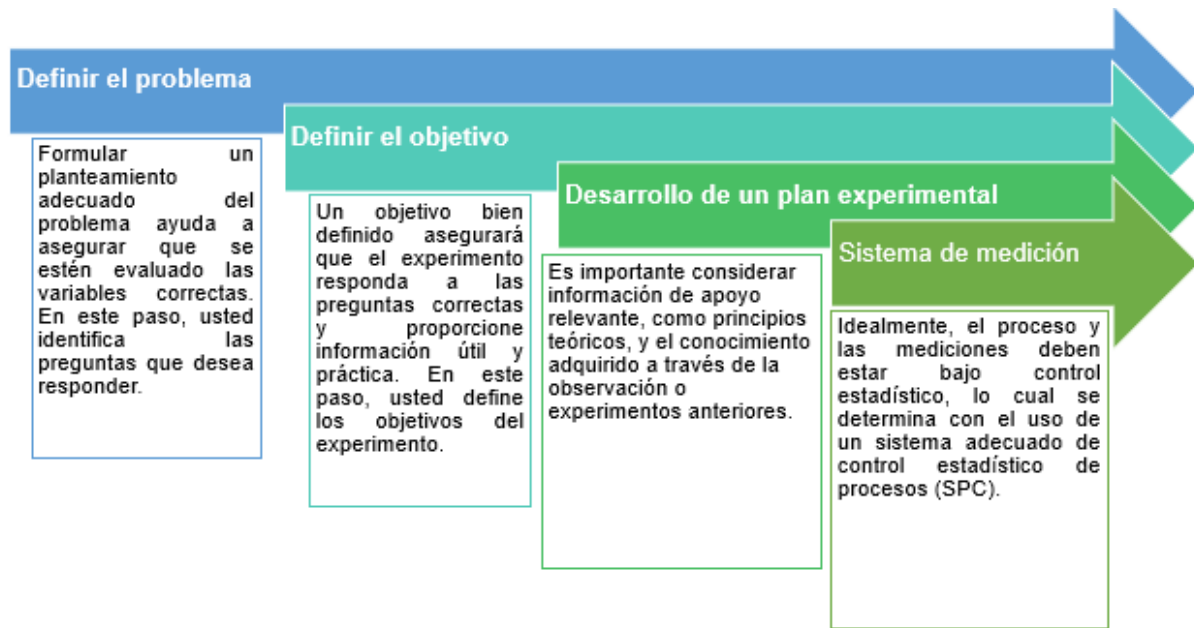 Definir el problema
Formular un
planteamiento
adecuado del
problema ayuda a
asegurar que se
estén evaluado las
variables correctas.
En este paso, usted
identifica las
preguntas que desea
responder.
Definir el objetivo
Un objetivo bien
definido asegurará
que el experimento
responda a las
preguntas correctas
y proporcione
información útil y
práctica. En este
paso, usted define
los objetivos del
experimento.
Desarrollo de un plan experimental
Es importante considerar
información de apoyo
relevante, como principios
teóricos, y el conocimiento
adquirido a través de la
observación o
experimentos anteriores.
Sistema de medición
Idealmente, el proceso y
las mediciones deben
estar bajo control
estadístico, lo cual se
determina con el uso de
un sistema adecuado de
control estadístico de
procesos (SPC).